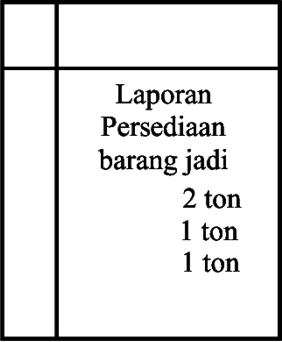 Laporan
Persediaan
barang jadi
2 ton
1 ton
1 ton